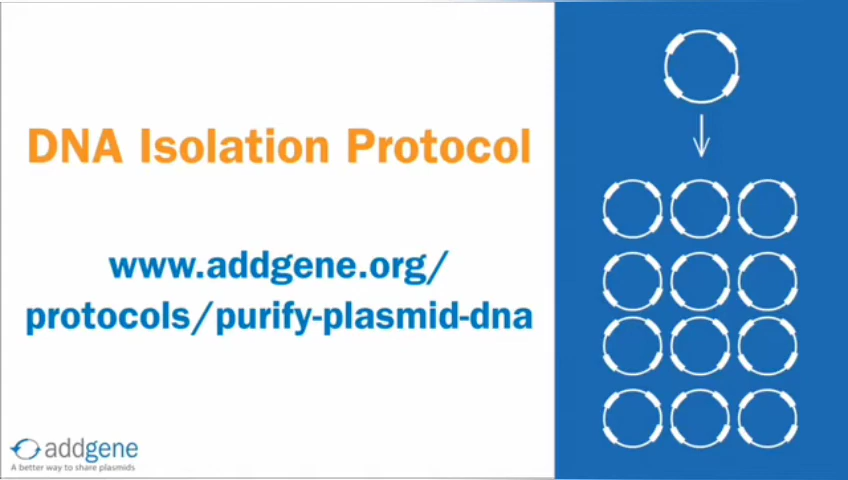 DNA Isolation Protocol
www.addgene.org/
protocols/purify-plasmid-dna
addgene
A better way to share plasmids